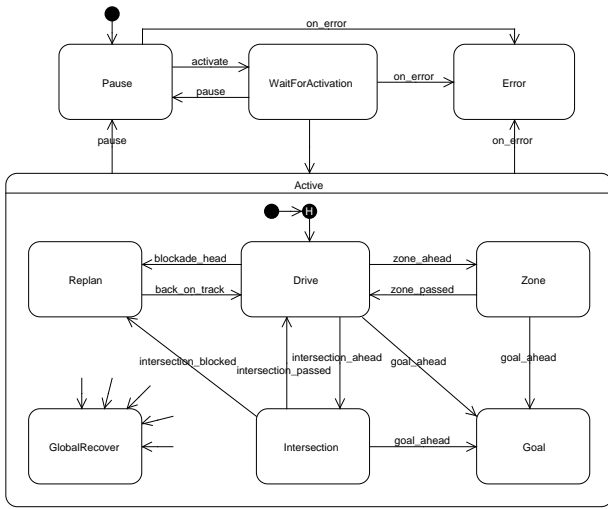 on_error
activate
Pause
WaitForActivation
on_error
Error
pause
pause
on_error
Active
H
blockade_head
zone_ahead
Replan
Drive
Zone
back_on_track
zone_passed
intersection_blocked
intersection_ahead
goal_ahead
goal_ahead
intersection_passed
GlobalRecover
Intersection
goal_ahead
Goal